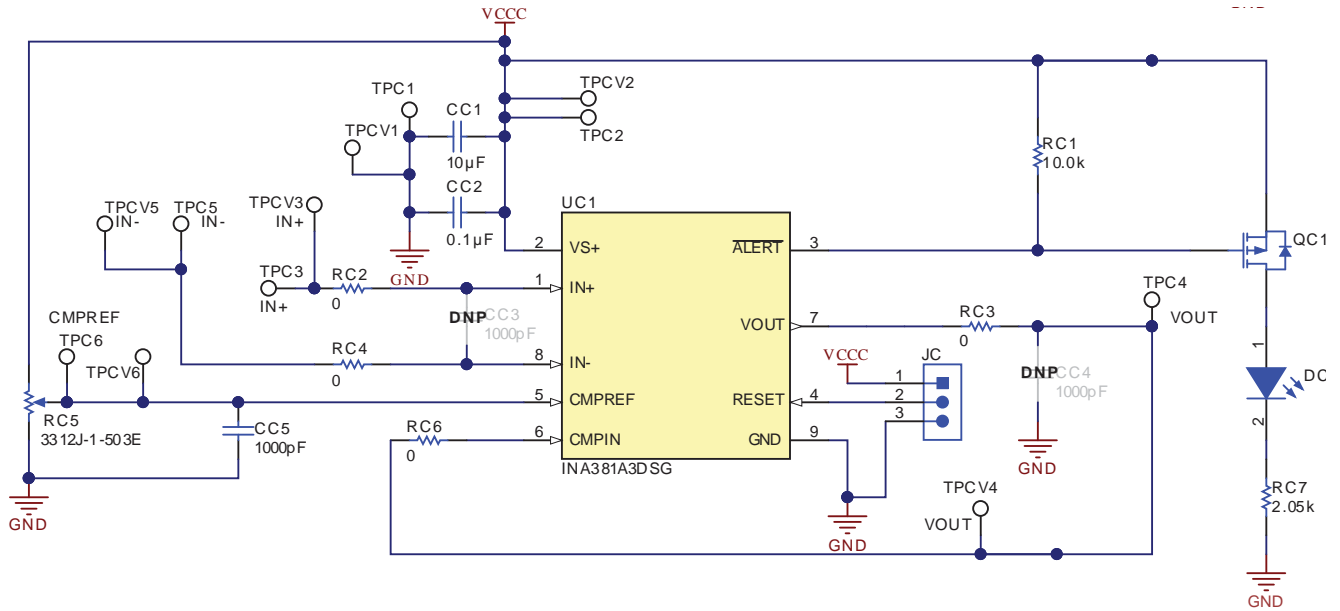 VCCC
TPCV2
TPC1
CC1
TPCV1
TPC2
10µF
RC1
10.0k
CC2
UC1
TPCV5
IN-
TPC5
IN-
TPCV3
IN+
0.1µF
GND
2
VS+
ALERT
3
QC1
TPC3
IN+
RC2
0
1
IN+
TPC4
VOUT
DNP
CC3
1000pF
VOUT
7
RC3
0
CMPREF
TPC6
TPCV6
RC4
0
8
IN-
VCCC
JC
DNP
CC4
1000pF
1
DC
2
RC5
3312J-1-503E
CC5
1000pF
5
CMPREF
RESET
4
1
2
3
RC6
0
6
CMPIN
GND
9
INA381A3DSG
GND
GND
GND
TPCV4
VOUT
RC7
2.05k
GND